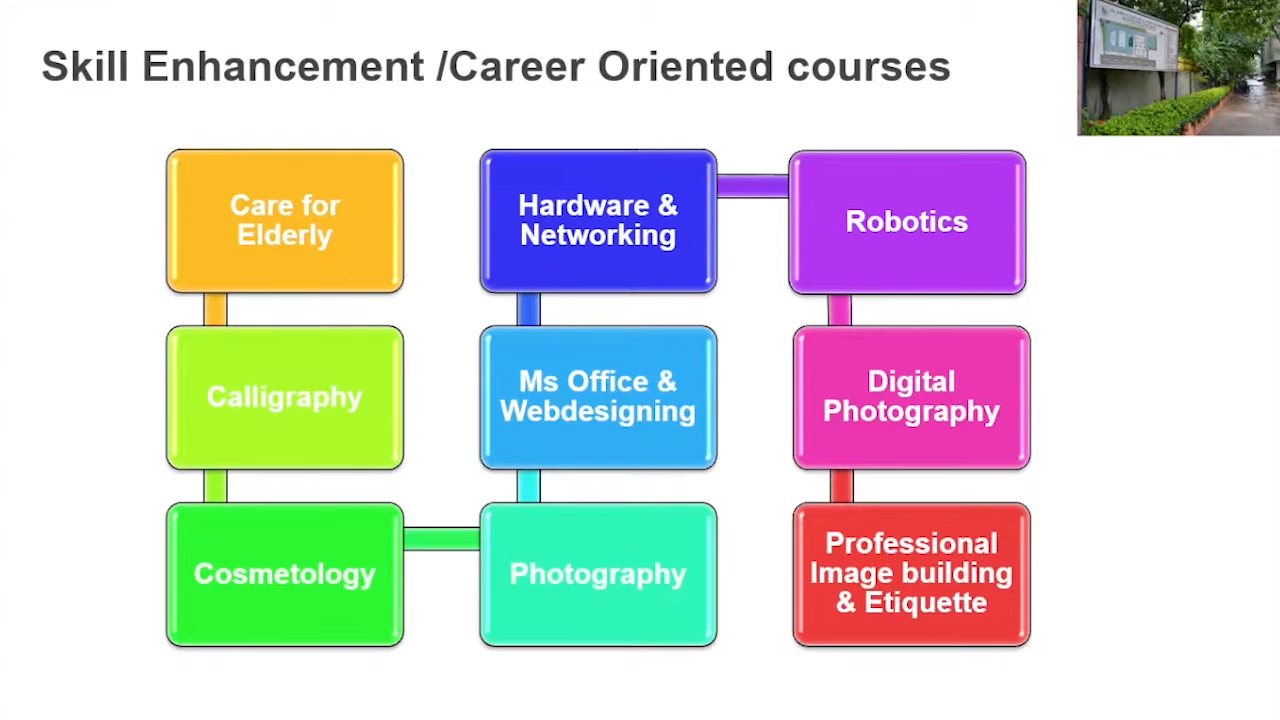 Skill Enhancement /Career Oriented courses
Care for
Elderly
Calligraphy
Cosmetology
Photography
Ms Office &
Webdesigning
Hardware &
Networking
Robotics
Digital
Photography
Professional
Image building
& Etiquette